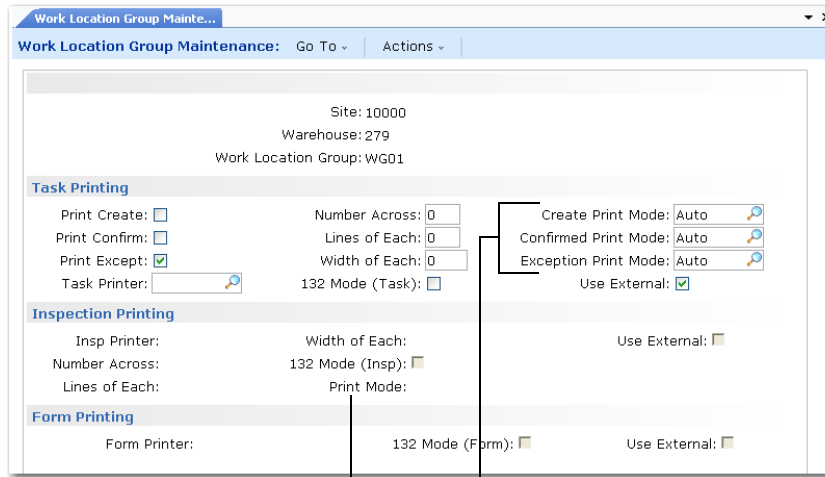 Work Location Group Mainte...
Work Location Group Maintenance: Go To Actions
Site: 10000
Warehouse: 279
Work Location Group: WG01
Task Printing
Print Create: Number Across: 0 Create Print Mode: Auto
Print Confirm: Lines of Each: 0 Confirmed Print Mode: Auto
Print Except: Width of Each: 0 Exception Print Mode: Auto
Task Printer: 132 Mode (Task): Use External:
Inspection Printing
Insp Printer: Width of Each: Use External:
Number Across: 132 Mode (Insp):
Lines of Each: Print Mode:
Form Printing
Form Printer: 132 Mode (Form): Use External: